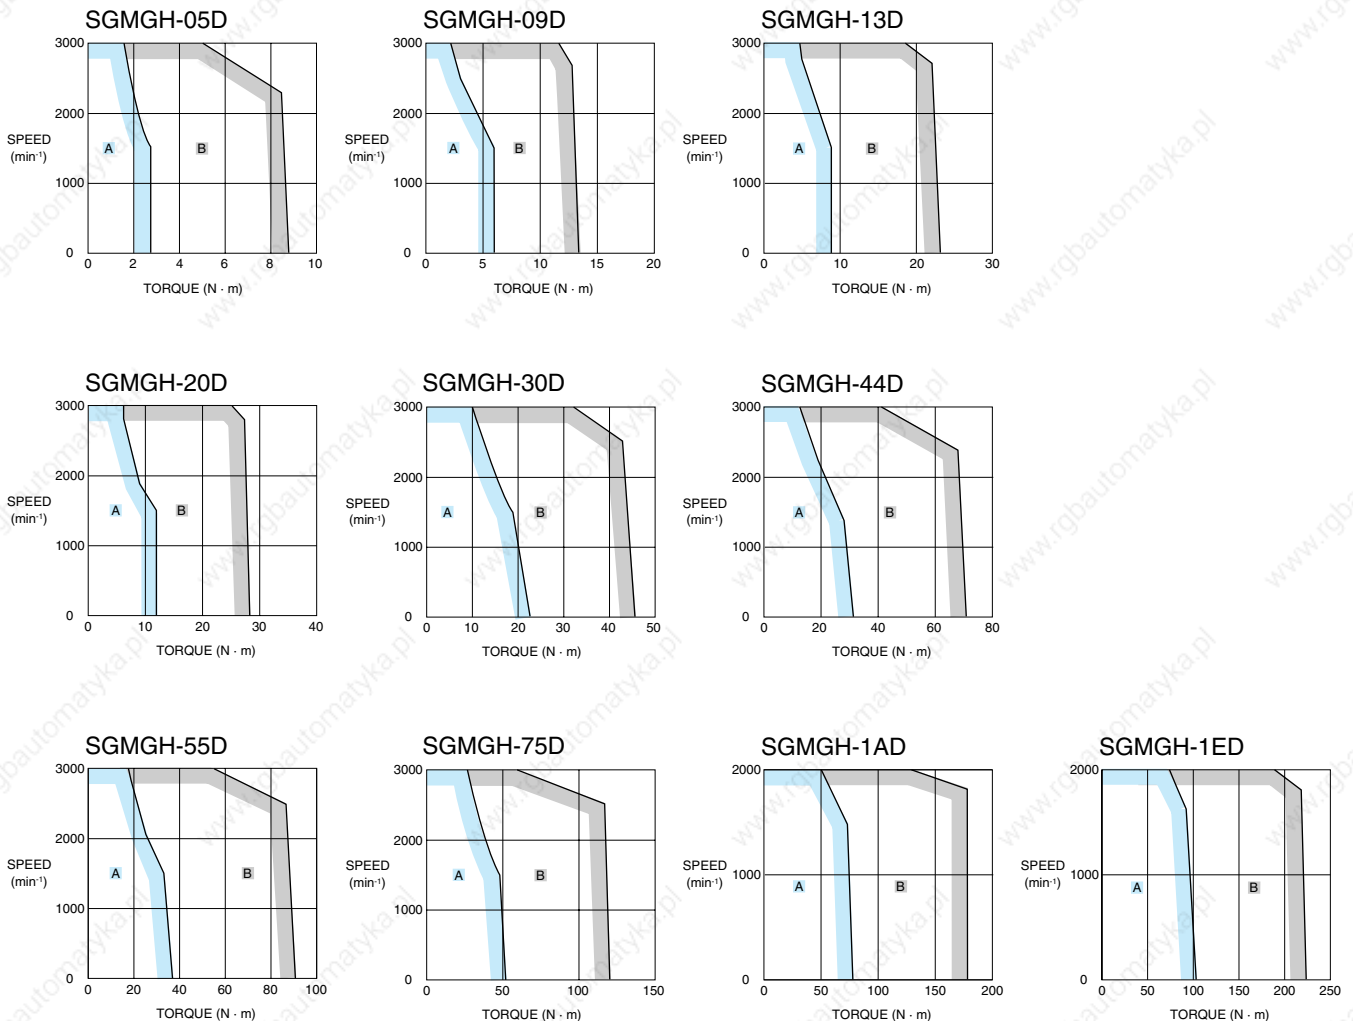 SGMGH-05D
3000
2000
SPEED
(min-1)
A
B
1000
0
0 2 4 6 8 10
TORQUE (N · m)
SGMGH-09D
3000
2000
SPEED
(min-1)
A
B
1000
0
0 5 10 15 20
TORQUE (N · m)
SGMGH-13D
3000
2000
SPEED
(min-1)
A
B
1000
0
0 10 20 30
TORQUE (N · m)
SGMGH-20D
3000
2000
SPEED
(min-1)
A
B
1000
0
0 10 20 30 40
TORQUE (N · m)
SGMGH-30D
3000
2000
SPEED
(min-1)
A
B
1000
0
0 10 20 30 40 50
TORQUE (N · m)
SGMGH-44D
3000
2000
SPEED
(min-1)
A
B
1000
0
0 20 40 60 80
TORQUE (N · m)
SGMGH-55D
3000
2000
SPEED
(min-1)
A
B
1000
0
0 20 40 60 80 100
TORQUE (N · m)
SGMGH-75D
3000
2000
SPEED
(min-1)
A
B
1000
0
0 50 100 150
TORQUE (N · m)
SGMGH-1AD
2000
SPEED
(min-1)
1000
A
B
0
0 50 100 150 200
TORQUE (N · m)
SGMGH-1ED
2000
SPEED
(min-1)
1000
A
B
0
0 50 100 150 200 250
TORQUE (N · m)
www.rgbautomatyka.pl